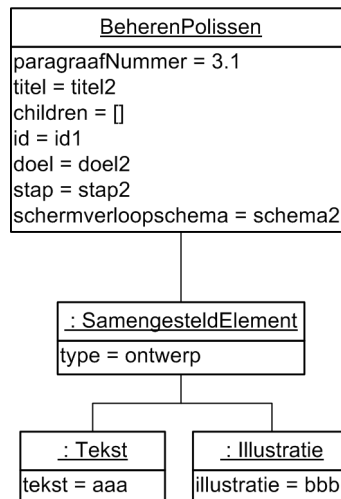 BeherenPolissen
paragraafNummer = 3.1
titel = titel2
children = []
id = id1
doel = doel2
stap = stap2
schermverloopschema = schema2
: SamengesteldElement
type = ontwerp
: Tekst
tekst = aaa
: Illustratie
illustratie = bbb